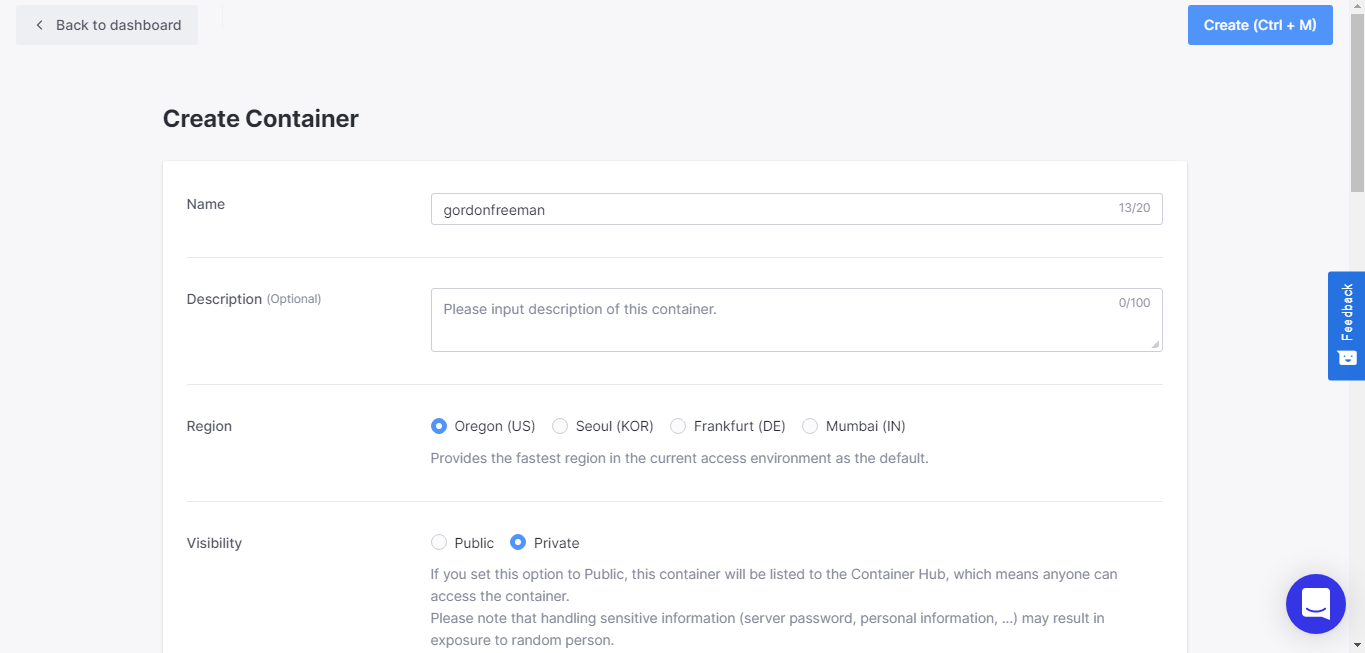 Back to dashboard
Create (Ctrl + M)
Create Container
Name
gordonfreeman
13/20
Description (Optional)
Please input description of this container.
0/100
Region
Oregon (US)
Seoul (KOR)
Frankfurt (DE)
Mumbai (IN)
Provides the fastest region in the current access environment as the default.
Visibility
Public
Private
If you set this option to Public, this container will be listed to the Container Hub, which means anyone can
access the container.
Please note that handling sensitive information (server password, personal information, ...) may result in
exposure to random person.
Feedback